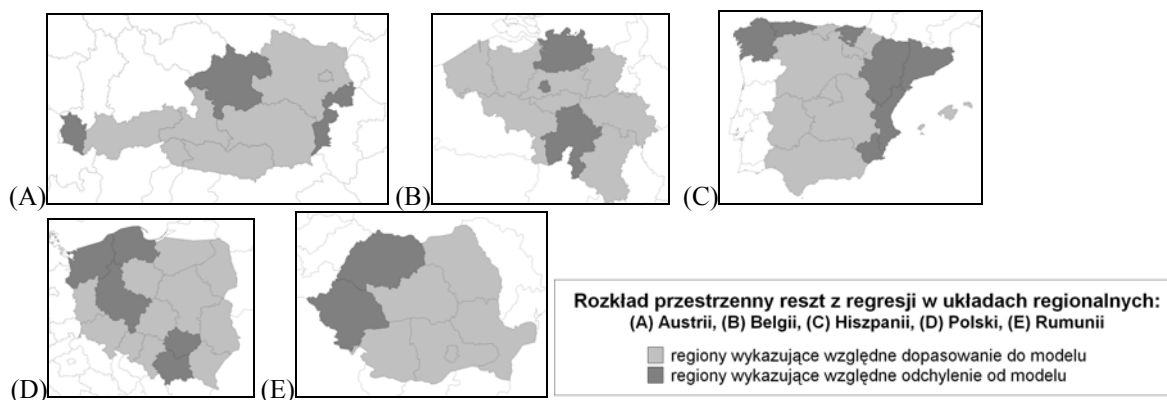 (A)
(B)
(C)
(D)
(E)
Rozkład przestrzenny reszt z regresji w układach regionalnych:
(A) Austrii, (B) Belgii, (C) Hiszpanii, (D) Polski, (E) Rumunii
regiony wykazujące względne dopasowanie do modelu
regiony wykazujące względne odchylenie od modelu